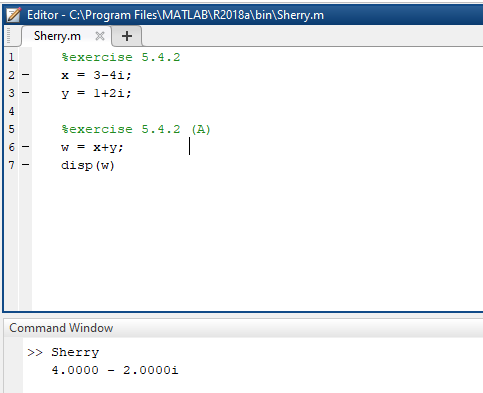 Editor - C:\Program Files\MATLAB\R2018a\bin\Sherry.m
Sherry.m × +
1 %exercise 5.4.2
2 - x = 3-4i;
3 - y = 1+2i;
4
5 %exercise 5.4.2 (A)
6 - w = x+y;
7 - disp(w)
Command Window
>> Sherry
4.0000 - 2.0000i